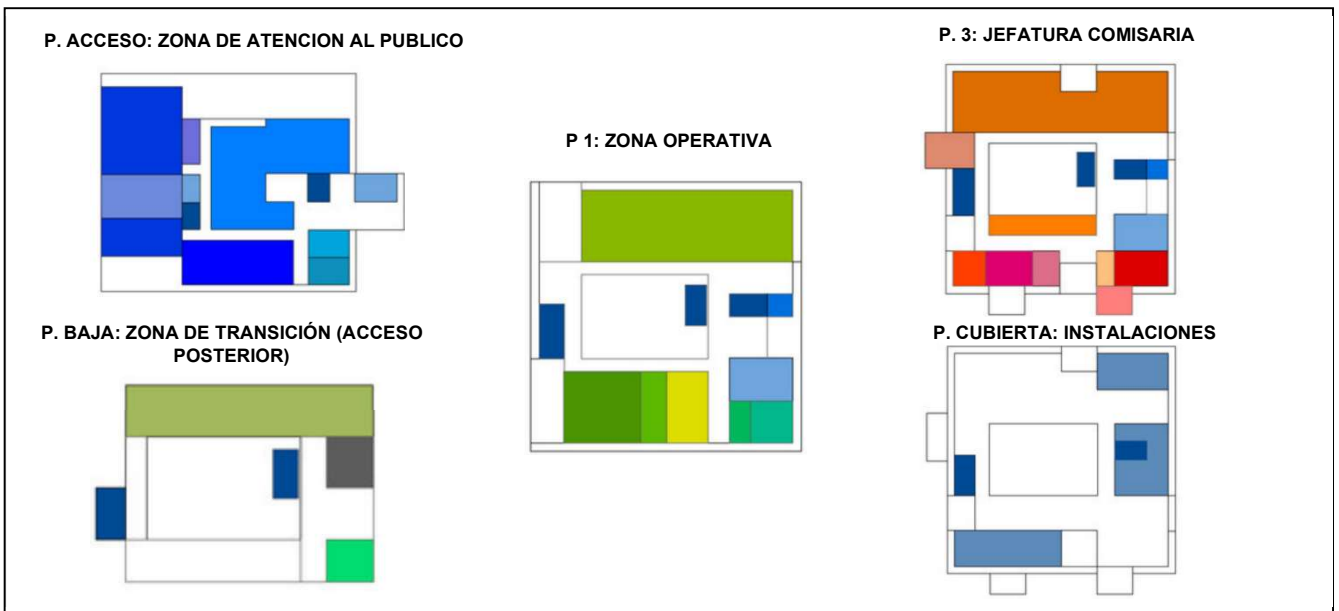 P. ACCESO: ZONA DE ATENCION AL PUBLICO
P. BAJA: ZONA DE TRANSICIÓN (ACCESO
POSTERIOR)
P 1: ZONA OPERATIVA
P. 3: JEFATURA COMISARIA
P. CUBIERTA: INSTALACIONES